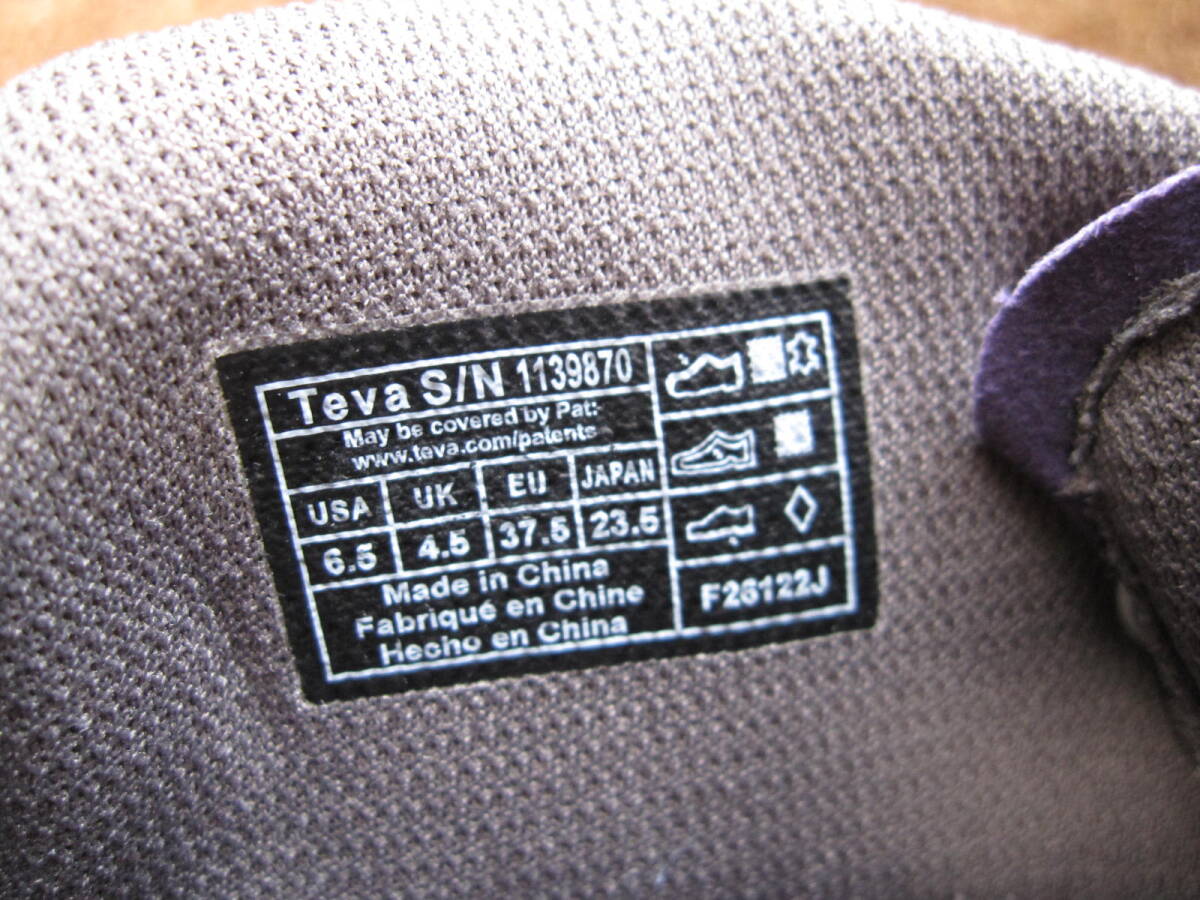 Teva S/N 1139870
May be covered by Pat:
www.teva.com/patents
USA UK EU JAPAN
6.5 4.5 37.5 23.5
Made in China
Fabriqué en Chine
Hecho en China
F26122J